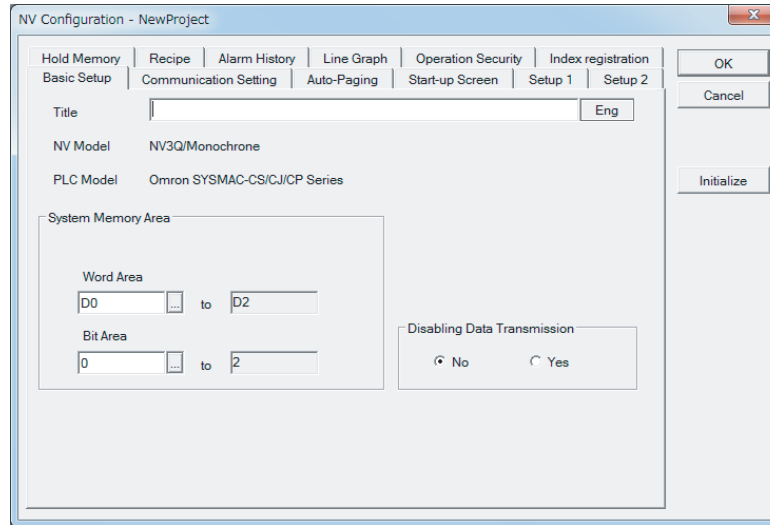 NV Configuration - NewProject
Hold Memory Recipe Alarm History Line Graph Operation Security Index registration
Basic Setup Communication Setting Auto-Paging Start-up Screen Setup 1 Setup 2
OK
Cancel
Initialize
Title Eng
NV Model NV3Q/Monochrone
PLC Model Omron SYSMAC-CS/CJ/CP Series
System Memory Area
Word Area
D0 ... to D2
Bit Area
0 ... to 2
Disabling Data Transmission
No Yes